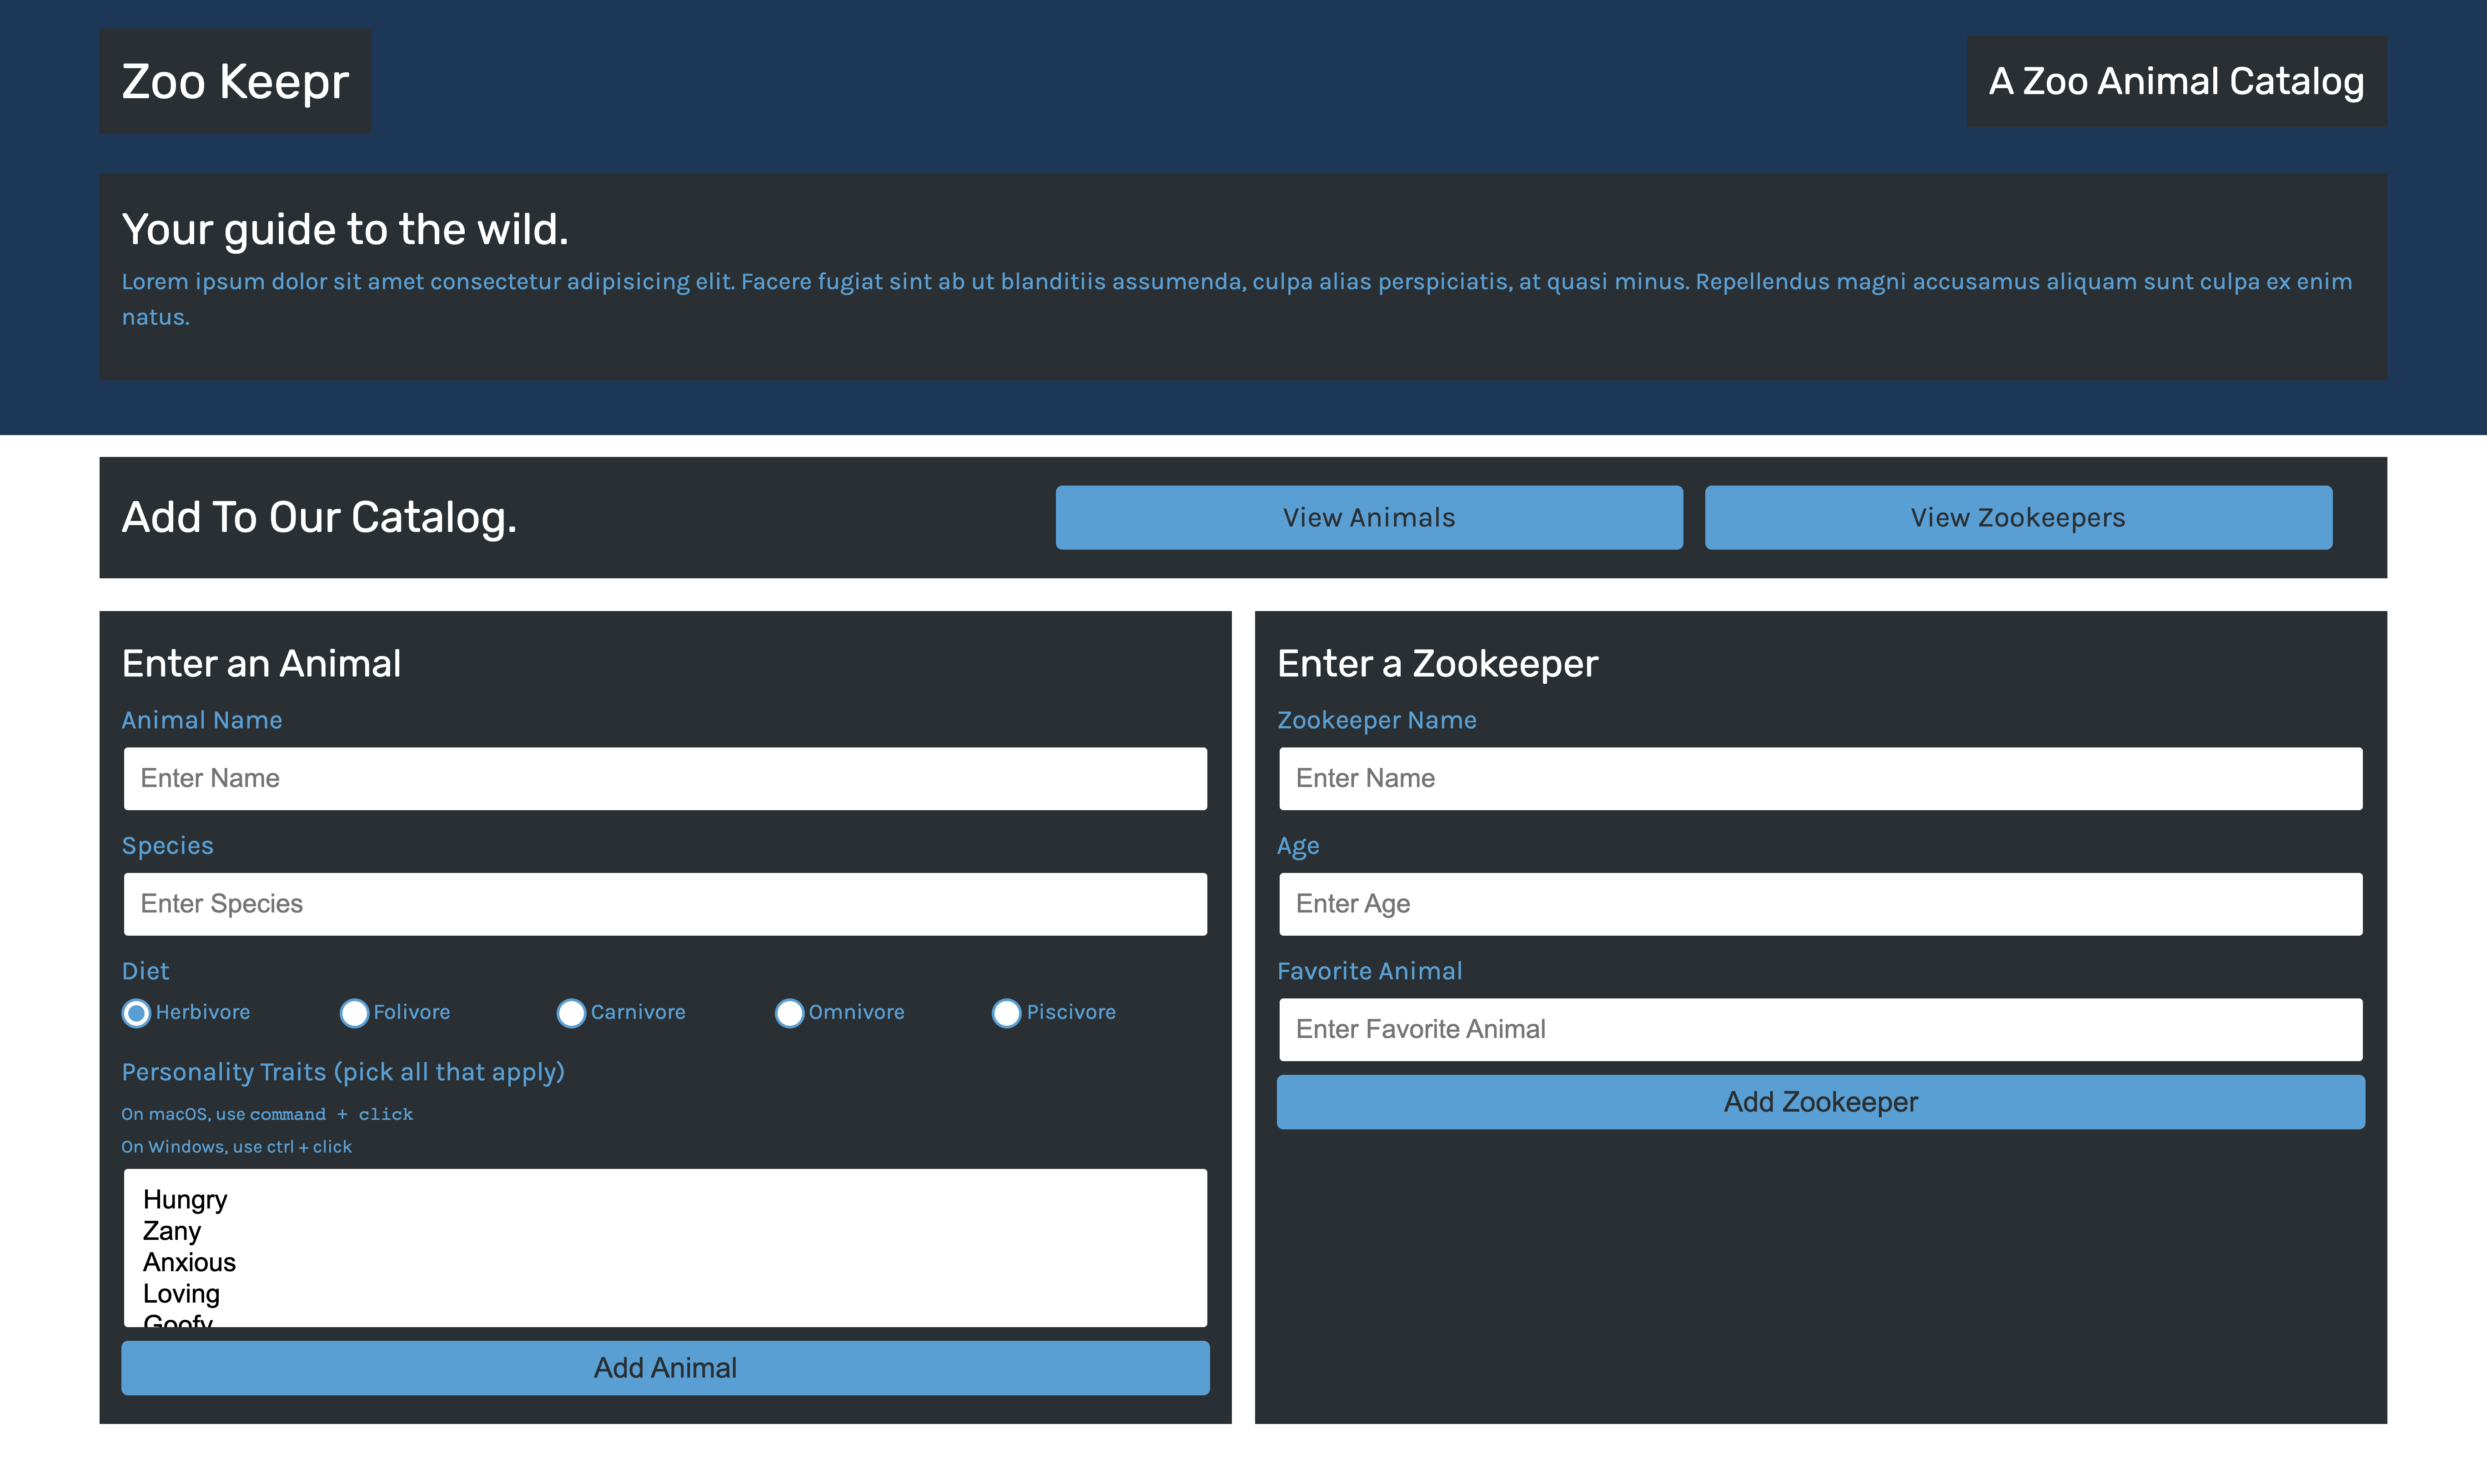 Zoo Keepr
A Zoo Animal Catalog
Your guide to the wild.
Lorem ipsum dolor sit amet consectetur adipisicing elit. Facere fugiat sint ab ut blanditiis assumenda, culpa alias perspiciatis, at quasi minus. Repellendus magni accusamus aliquam sunt culpa ex enim
natus.
Add To Our Catalog.
View Animals
View Zookeepers
Enter an Animal
Animal Name
Enter Name
Species
Enter Species
Diet
Herbivore
Folivore
Carnivore
Omnivore
Piscivore
Personality Traits (pick all that apply)
On macOS, use command + click
On Windows, use ctrl + click
Hungry
Zany
Anxious
Loving
Goofy
Add Animal
Enter a Zookeeper
Zookeeper Name
Enter Name
Age
Enter Age
Favorite Animal
Enter Favorite Animal
Add Zookeeper